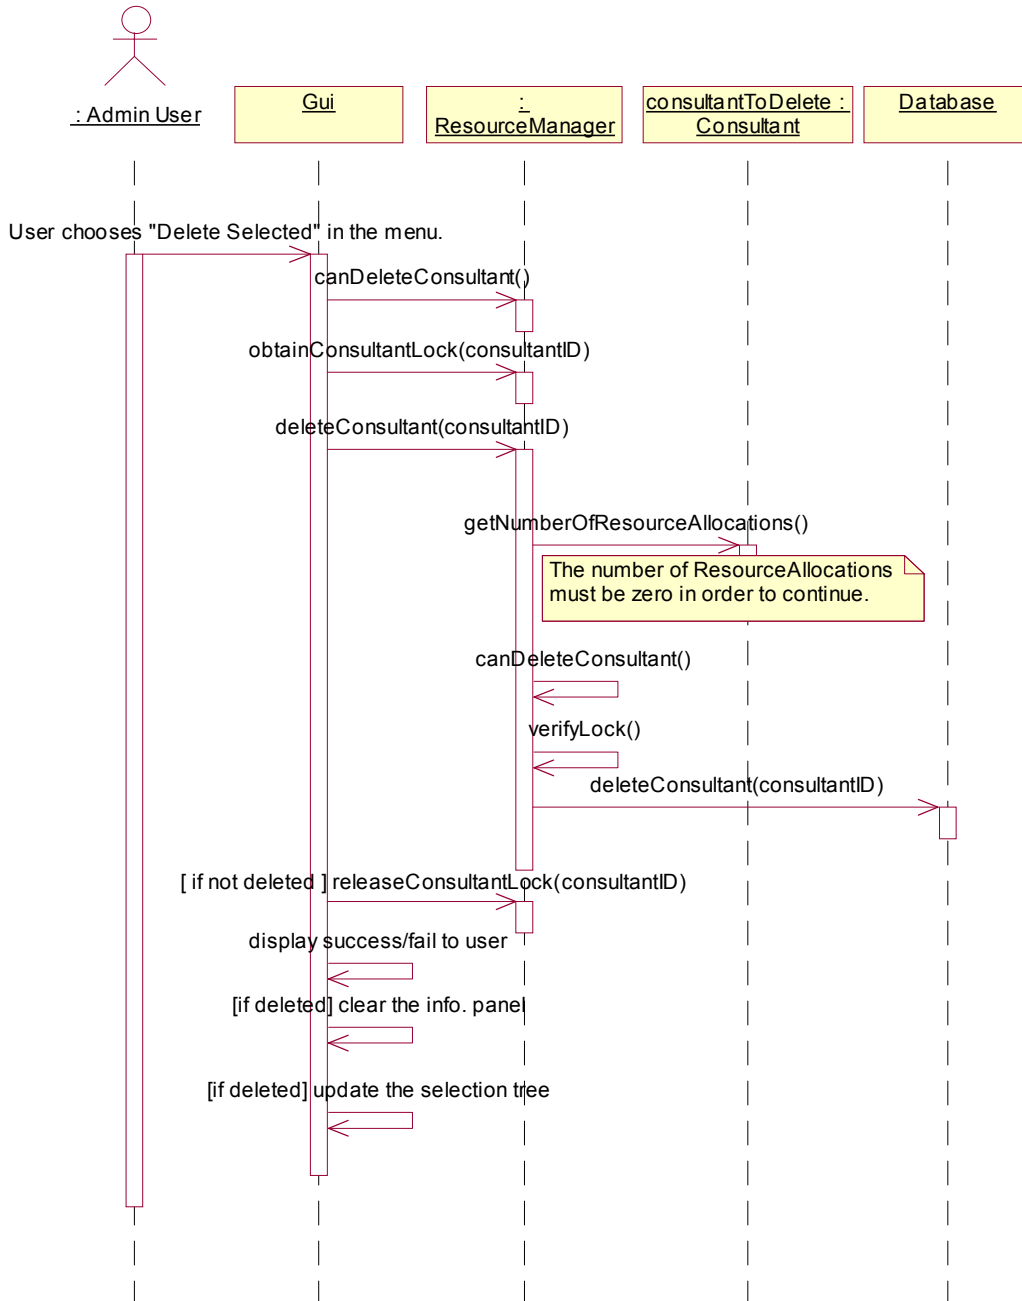 : Admin User
Gui
:
ResourceManager
consultantToDelete :
Consultant
Database
User chooses "Delete Selected" in the menu.
canDeleteConsultant()
obtainConsultantLock(consultantID)
deleteConsultant(consultantID)
getNumberOfResourceAllocations()
The number of ResourceAllocations
must be zero in order to continue.
canDeleteConsultant()
verifyLock()
deleteConsultant(consultantID)
[ if not deleted ] releaseConsultantLock(consultantID)
display success/fail to user
[if deleted] clear the info. panel
[if deleted] update the selection tree